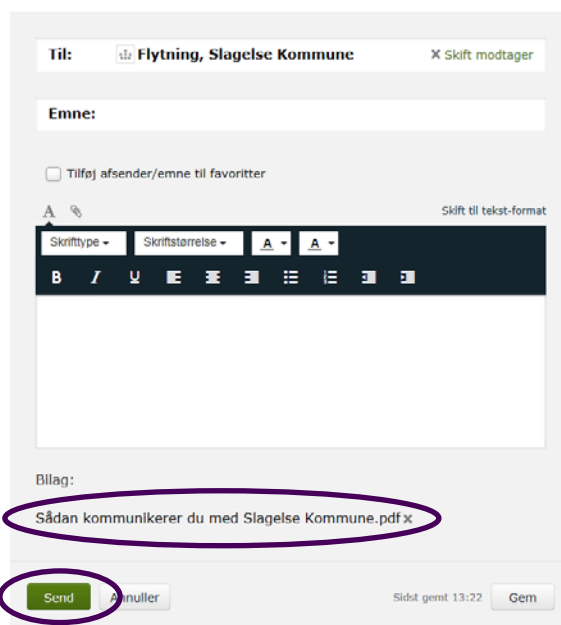 Til: Flytning, Slagelse Kommune x Skift modtager
Emne:
Tilføj afsender/emne til favoritter
A Skift til tekst-format
Skrifttype Skriftstørrelse A A
B I U
Bilag:
Sådan kommunikerer du med Slagelse Kommune.pdf x
Send Annuller Sidst gemt 13:22 Gem